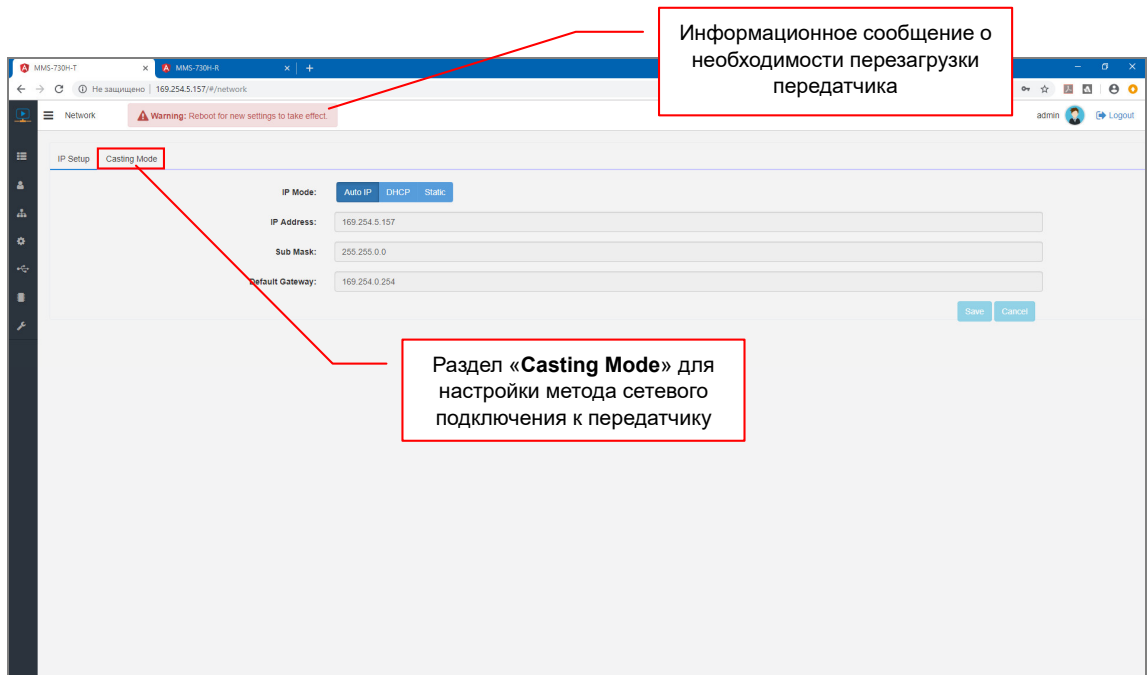 Информационное сообщение о
необходимости перезагрузки
передатчика
MMS-730H-T
MMS-730H-R
Не защищено | 169.254.5.157/#/network
Network
Warning: Reboot for new settings to take effect.
admin
Logout
IP Setup
Casting Mode
IP Mode:
Auto IP
DHCP
Static
IP Address:
169.254.5.157
Sub Mask:
255.255.0.0
Default Gateway:
169.254.0.254
Save
Cancel
Раздел «Casting Mode» для
настройки метода сетевого
подключения к передатчику